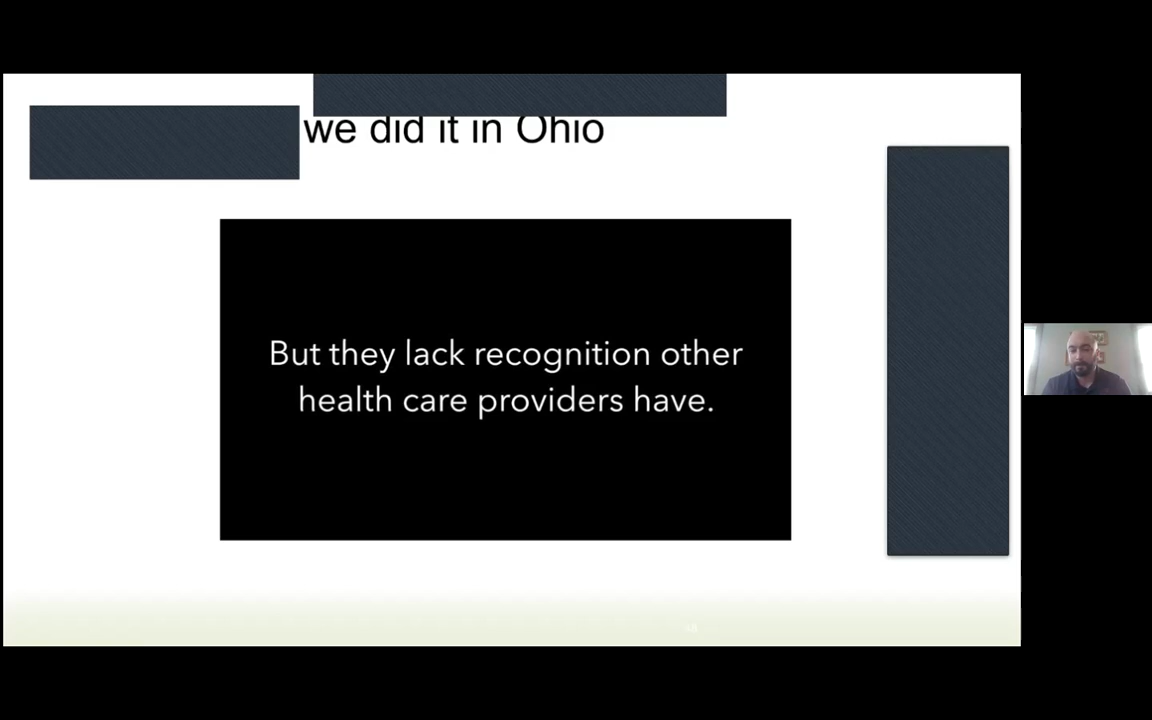 we did it in Ohio
But they lack recognition other
health care providers have.